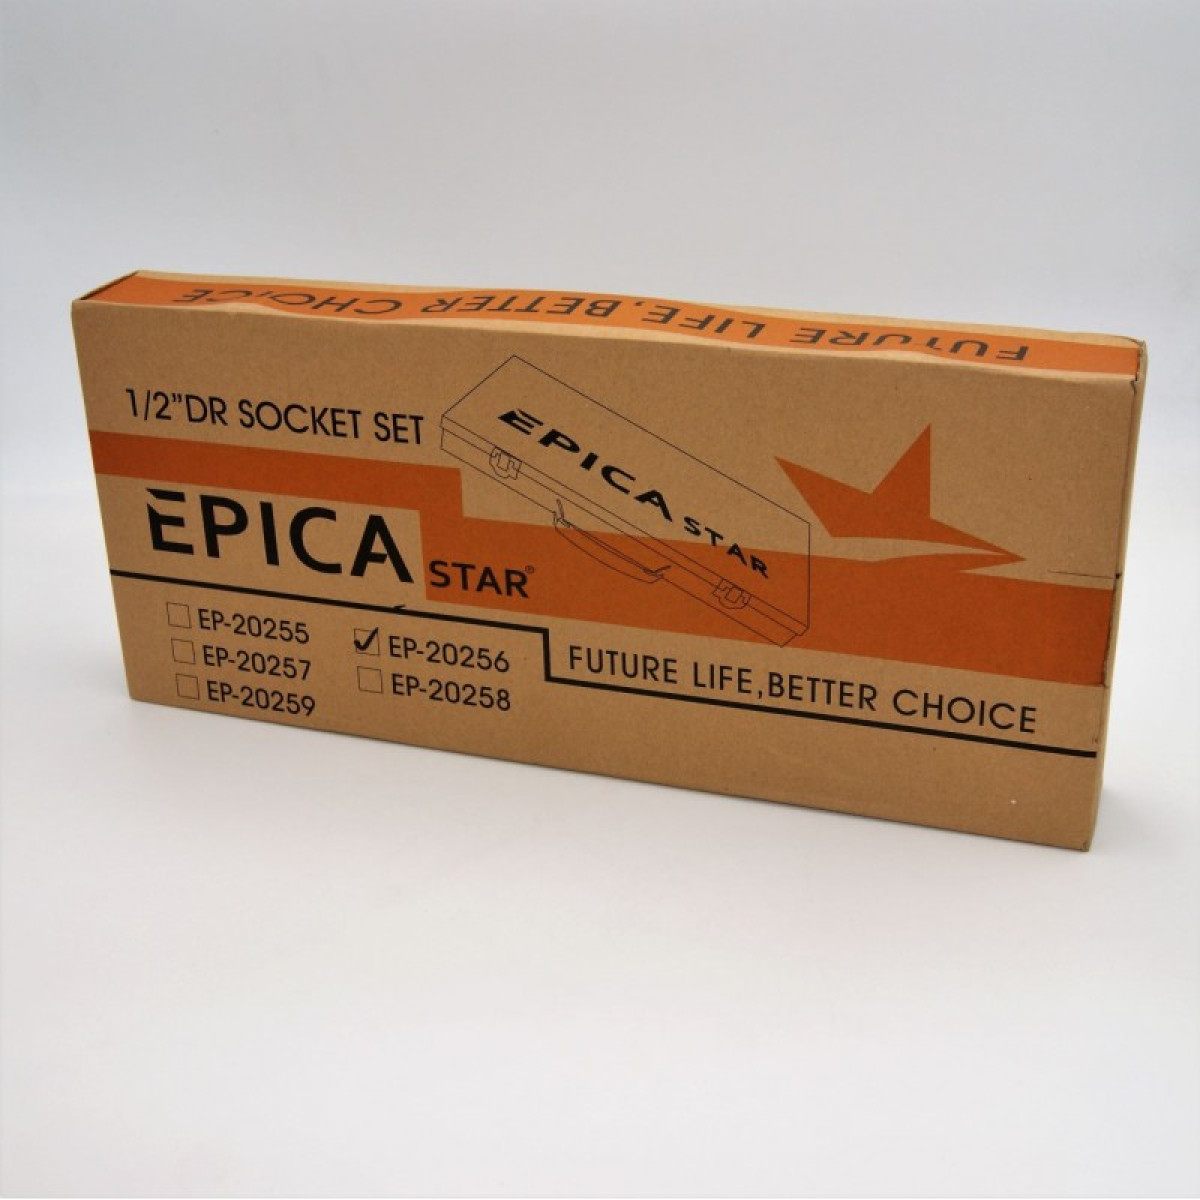 FUTURE LIFE,BETTER CHOICE
1/2”DR SOCKET SET
EPICA STAR
EPICA STAR®
EP-20255
✓ EP-20256
EP-20257
EP-20258
EP-20259
FUTURE LIFE,BETTER CHOICE